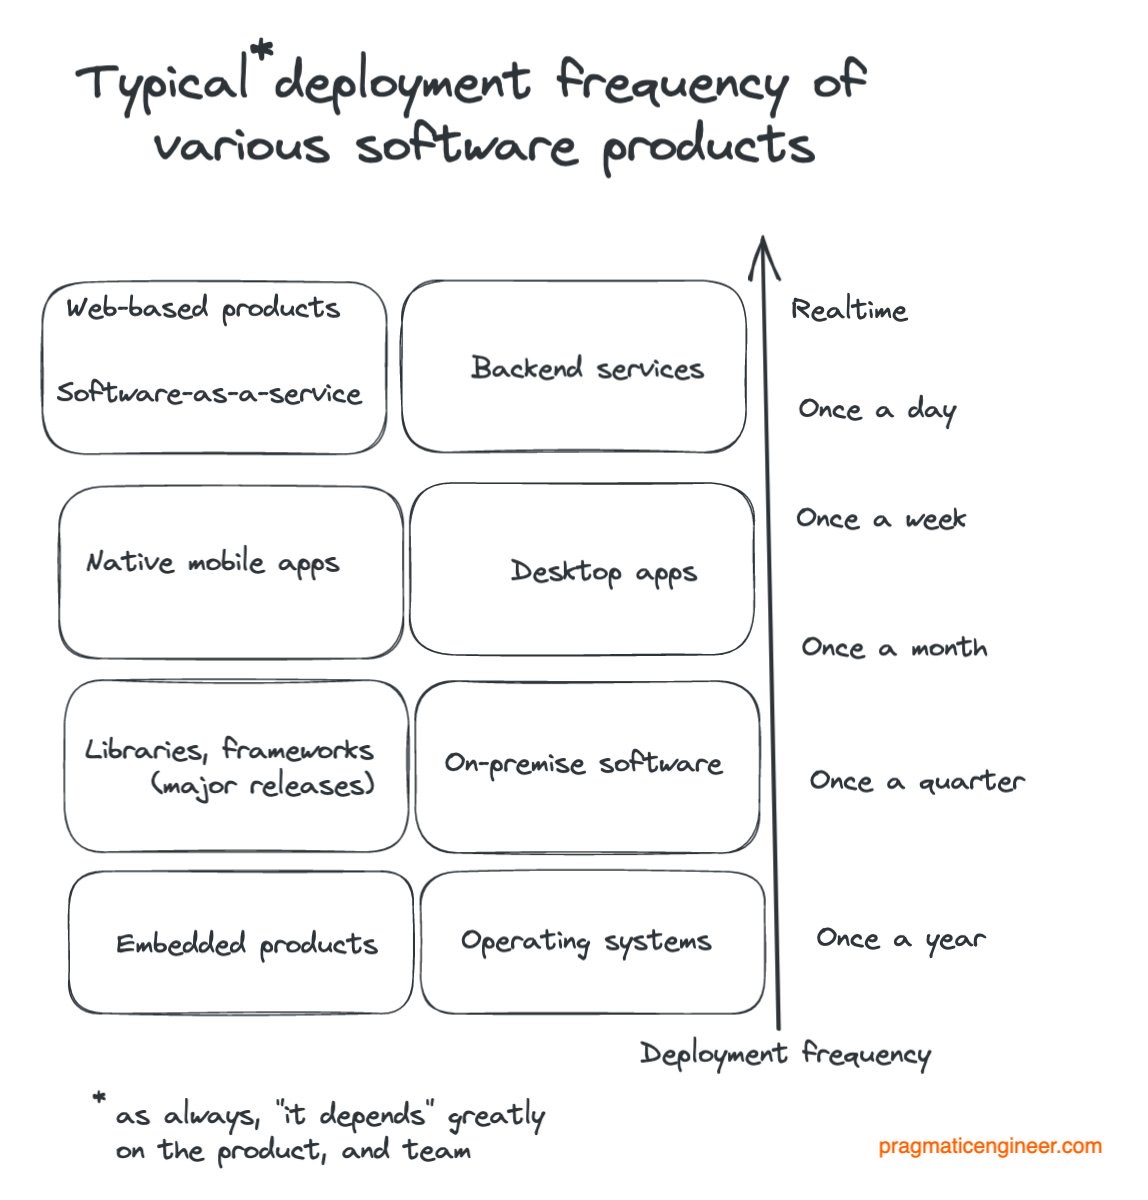 Typical* deployment frequency of
various software products
Web-based products
Software-as-a-service
Backend services
Realtime
Once a day
Native mobile apps
Desktop apps
Once a week
Once a month
Libraries, frameworks
(major releases)
On-premise software
Once a quarter
Embedded products
Operating systems
Once a year
Deployment frequency
* as always, "it depends" greatly
on the product, and team
pragmaticengineer.com